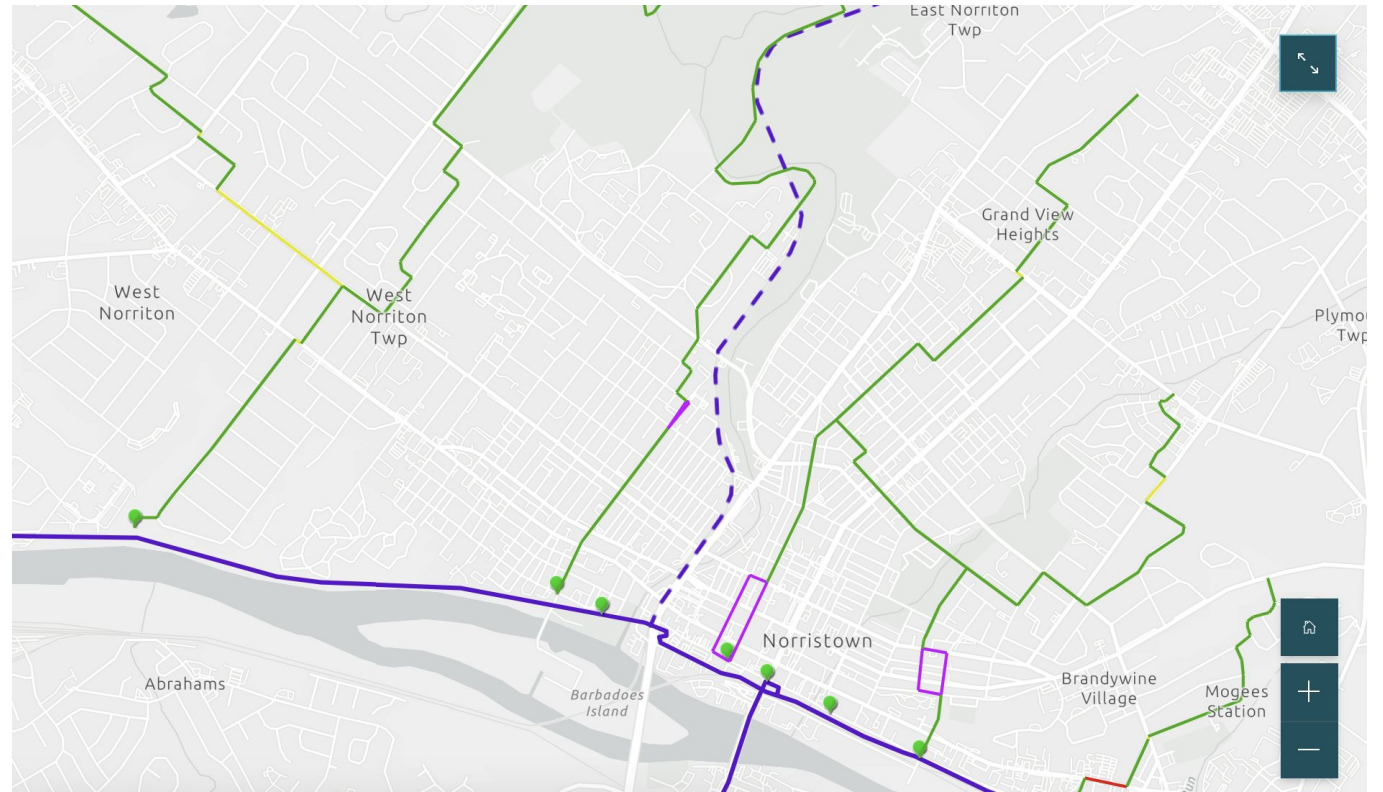 East Norriton
Twp
Grand View
Heights
West
Norriton
West
Norriton
Twp
Twp
Norristown
Abrahams
Barbadoes
Island
Brandywine
Village
Mogees
Station